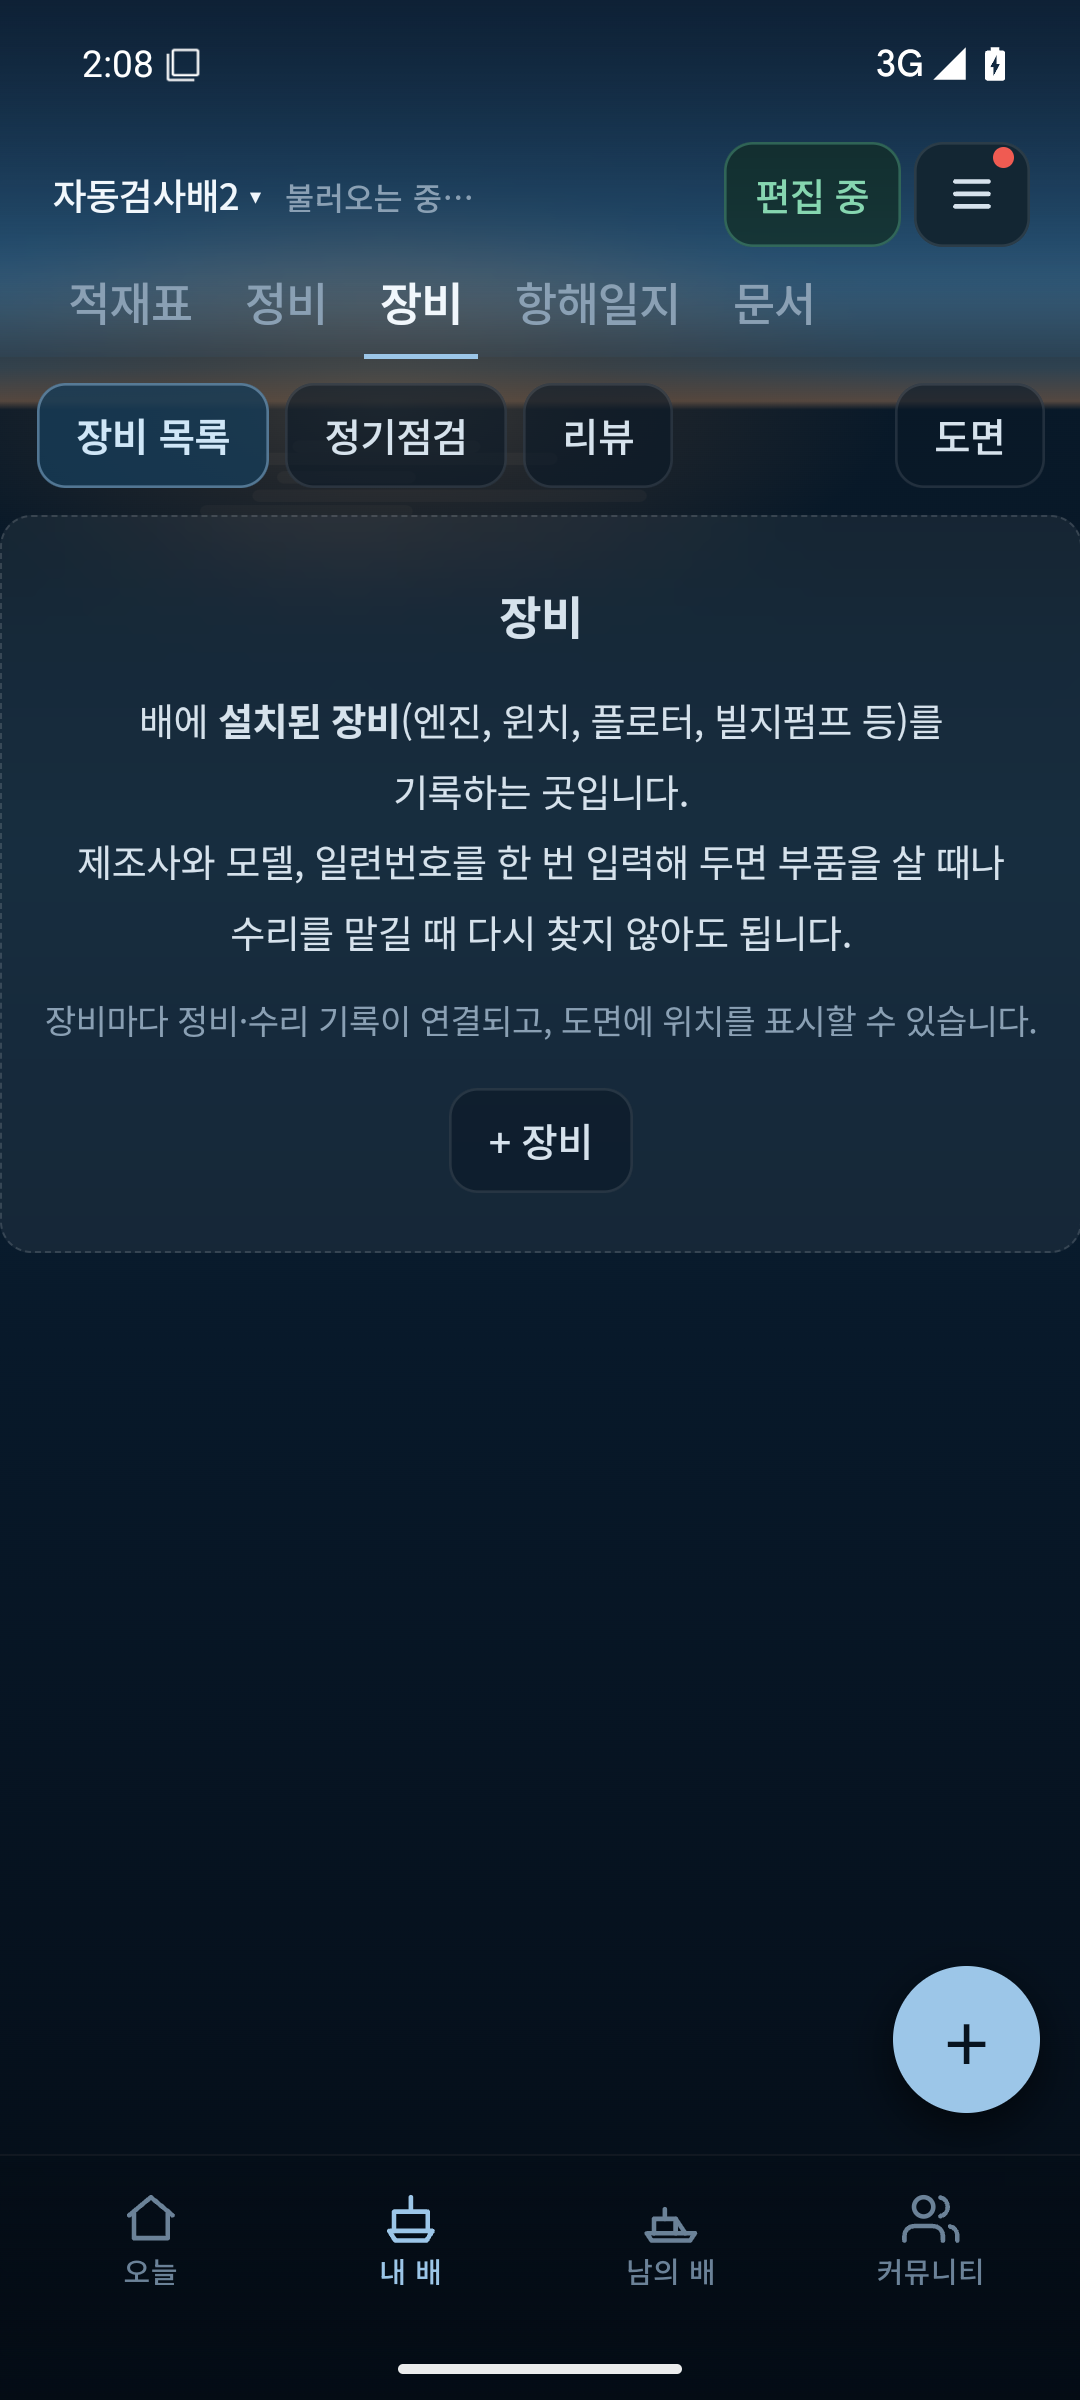 2:08 3G
자동검사배2 ▾ 불러오는 중… 편집 중
적재표 정비 장비 항해일지 문서
장비 목록 정기점검 리뷰 도면
장비
배에 설치된 장비(엔진, 윈치, 플로터, 빌지펌프 등)를
기록하는 곳입니다.
제조사와 모델, 일련번호를 한 번 입력해 두면 부품을 살 때나
수리를 맡길 때 다시 찾지 않아도 됩니다.
장비마다 정비·수리 기록이 연결되고, 도면에 위치를 표시할 수 있습니다.
+ 장비
+
오늘 내 배 남의 배 커뮤니티